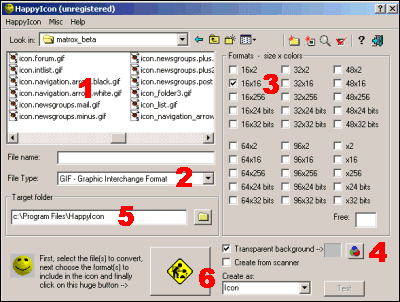 HappyIcon (unregistered)
HappyIcon Misc Help
Look in: matrox_beta
icon.forum.gif icon.newsgroups.plus2
icon.intlist.gif icon.newsgroups.plus.
icon.navigation.arrow.black.gif icon.newsgroups.post
icon.navigation.arrow.white.gif icon_folder3.gif
icon.newsgroups.mail.gif icon_list.gif
icon.newsgroups.minus.gif icon_navigation_arrow
1
File name:
File Type: GIF - Graphic Interchange Format
2
Target folder
c:\Program Files\HappyIcon
5
Formats - size x colors
16x2 32x2 48x2
16x16 32x16 48x16
16x256 32x256 48x256
16x24 bits 32x24 bits 48x24 bits
16x32 bits 32x32 bits 48x32 bits
3
64x2 96x2 x2
64x16 96x16 x16
64x256 96x256 x256
64x24 bits 96x24 bits x24 bits
64x32 bits 96x32 bits x32 bits
Free:
First, select the file(s) to convert,
next choose the format(s) to
include in the icon and finally
click on this huge button -->
6
Transparent background -->
4
Create from scanner
Create as:
Icon
Test